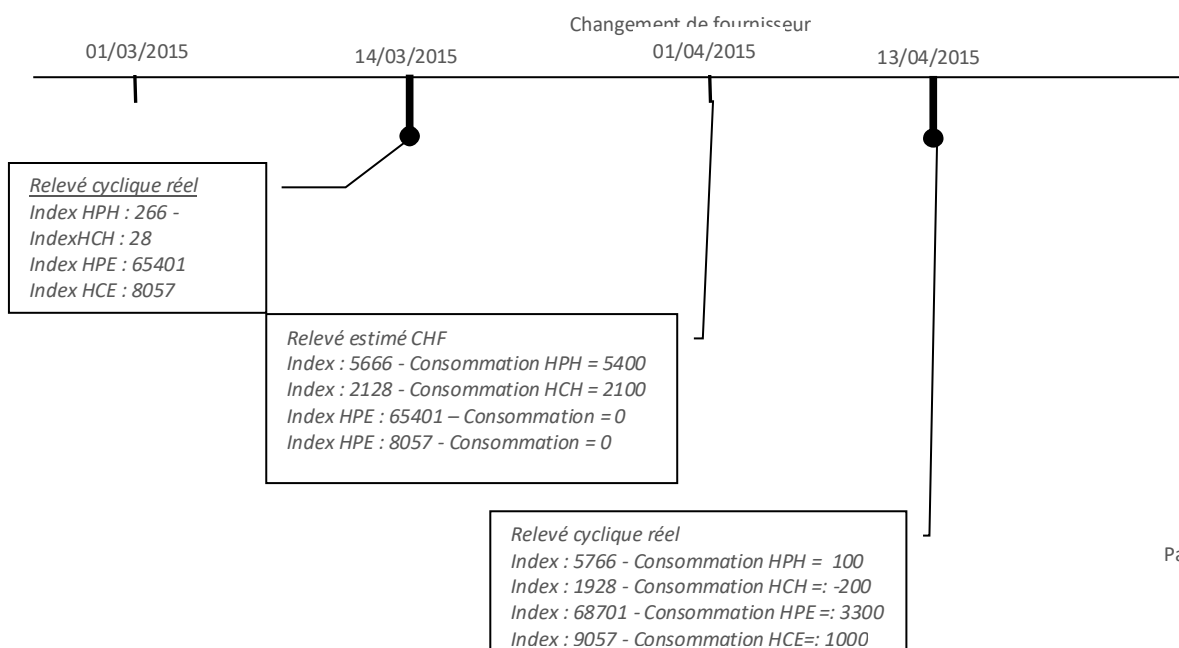 Changement de fournisseur
01/03/2015
14/03/2015
01/04/2015
13/04/2015
Relevé cyclique réel
Index HPH : 266 -
IndexHCH : 28
Index HPE : 65401
Index HCE : 8057
Relevé estimé CHF
Index : 5666 - Consommation HPH = 5400
Index : 2128 - Consommation HCH = 2100
Index HPE : 65401 – Consommation = 0
Index HPE : 8057 - Consommation = 0
Relevé cyclique réel
Index : 5766 - Consommation HPH =  100
Index : 1928 - Consommation HCH =: -200
Index : 68701 - Consommation HPE =: 3300
Index : 9057 - Consommation HCE=: 1000